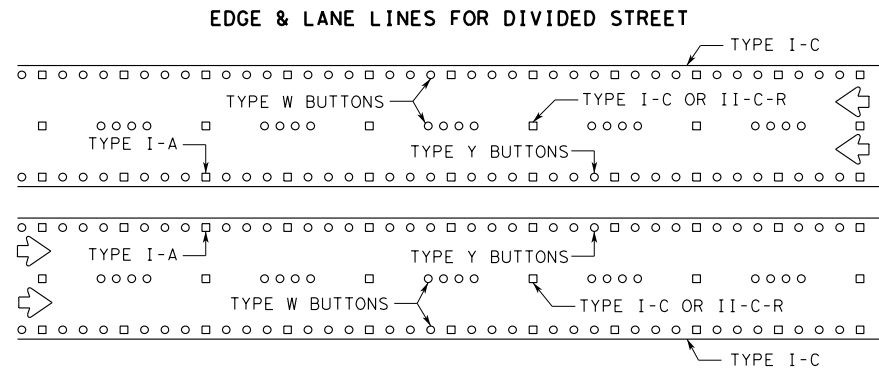 EDGE & LANE LINES FOR DIVIDED STREET
TYPE I-C
TYPE W BUTTONS
TYPE I-C OR II-C-R
TYPE I-A
TYPE Y BUTTONS
TYPE I-A
TYPE Y BUTTONS
TYPE W BUTTONS
TYPE I-C OR II-C-R
TYPE I-C